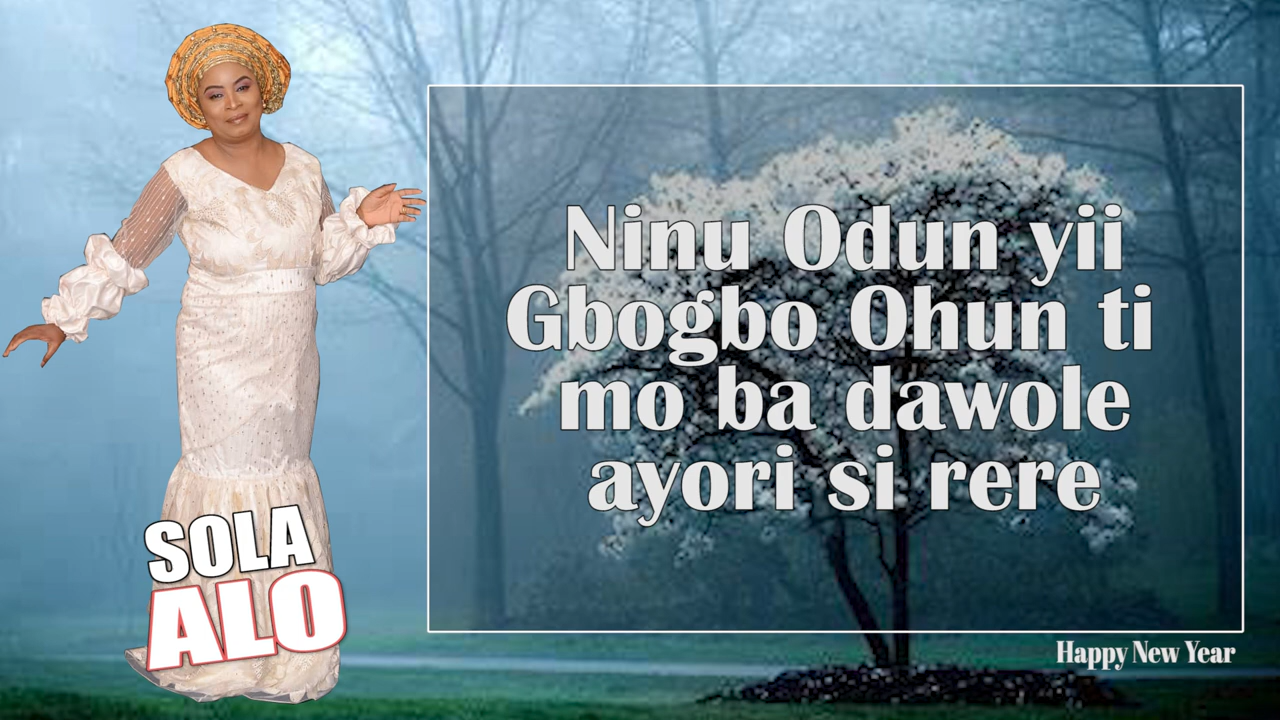 Ninu Odun yii
Gbogbo Ohun ti
mo ba dawole
ayori si rere
SOLA
ALO
Happy New Year